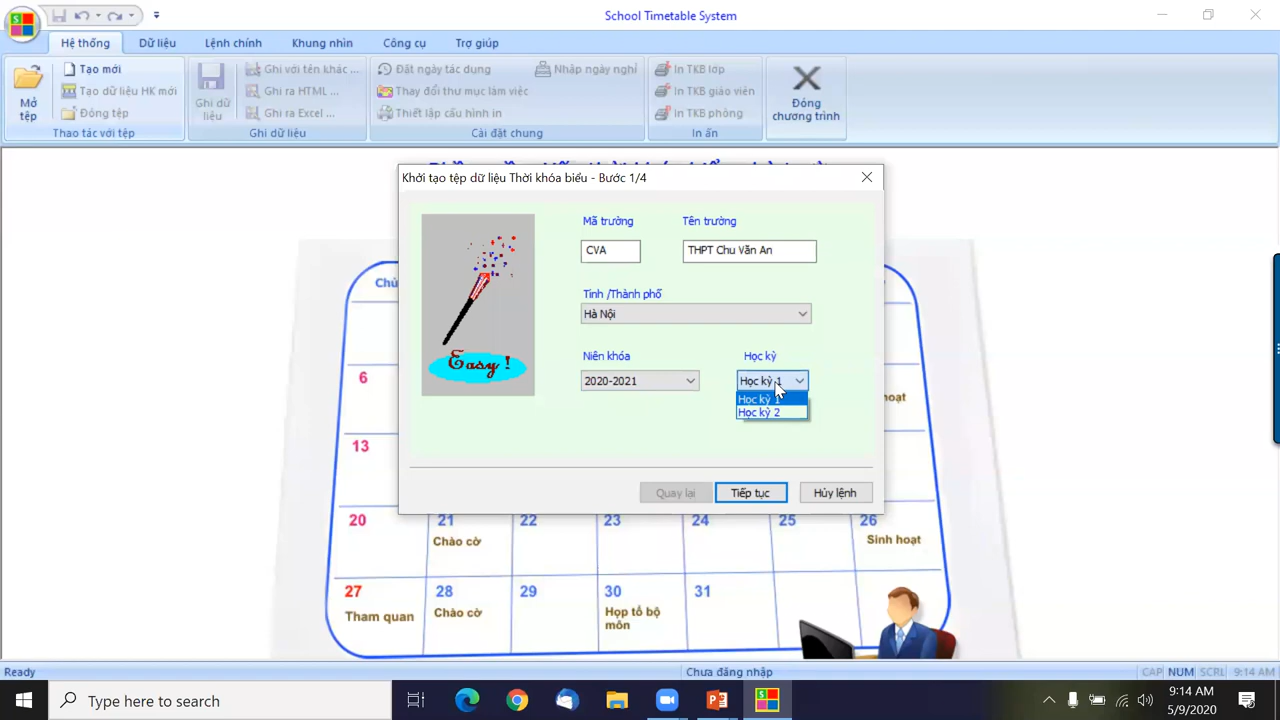 School Timetable System
Hệ thống
Dữ liệu
Lệnh chính
Khung nhìn
Công cụ
Trợ giúp
Mở tệp
Tạo mới
Tạo dữ liệu HK mới
Đóng tệp
Thao tác với tệp
Ghi dữ liệu
Ghi với tên khác ...
Ghi ra HTML ...
Ghi ra Excel ...
Ghi dữ liệu
Đặt ngày tác dụng
Nhập ngày nghỉ
Thay đổi thư mục làm việc
Thiết lập cấu hình in
Cài đặt chung
In TKB lớp
In TKB giáo viên
In TKB phòng
In ấn
Đóng chương trình
Khởi tạo tệp dữ liệu Thời khóa biểu - Bước 1/4
Mã trường
Tên trường
CVA
THPT Chu Văn An
Tỉnh /Thành phố
Hà Nội
Niên khóa
Học kỳ
2020-2021
Học kỳ 1
Học kỳ 1
Học kỳ 2
Easy !
Quay lại
Tiếp tục
Hủy lệnh
6
13
20
21
22
23
24
25
26
Chào cờ
Sinh hoạt
27
28
29
30
31
Tham quan
Chào cờ
Họp tổ bộ
môn
Ready
Chưa đăng nhập
CAP
NUM
SCRL
9:14 AM
Type here to search
9:14 AM
5/9/2020